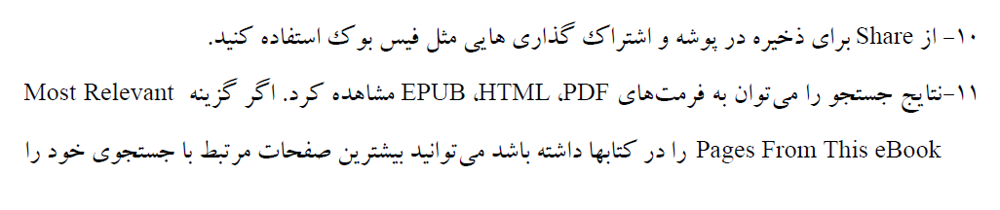 ۱۰- از Share برای ذخیره در پوشه و اشتراک گذاری هایی مثل فیس بوک استفاده کنید.
۱۱-نتایج جستجو را می‌توان به فرمت‌های EPUB ،HTML ،PDF مشاهده کرد. اگر گزینه Most Relevant
Pages From This eBook را در کتابها داشته باشد می‌توانید بیشترین صفحات مرتبط با جستجوی خود را